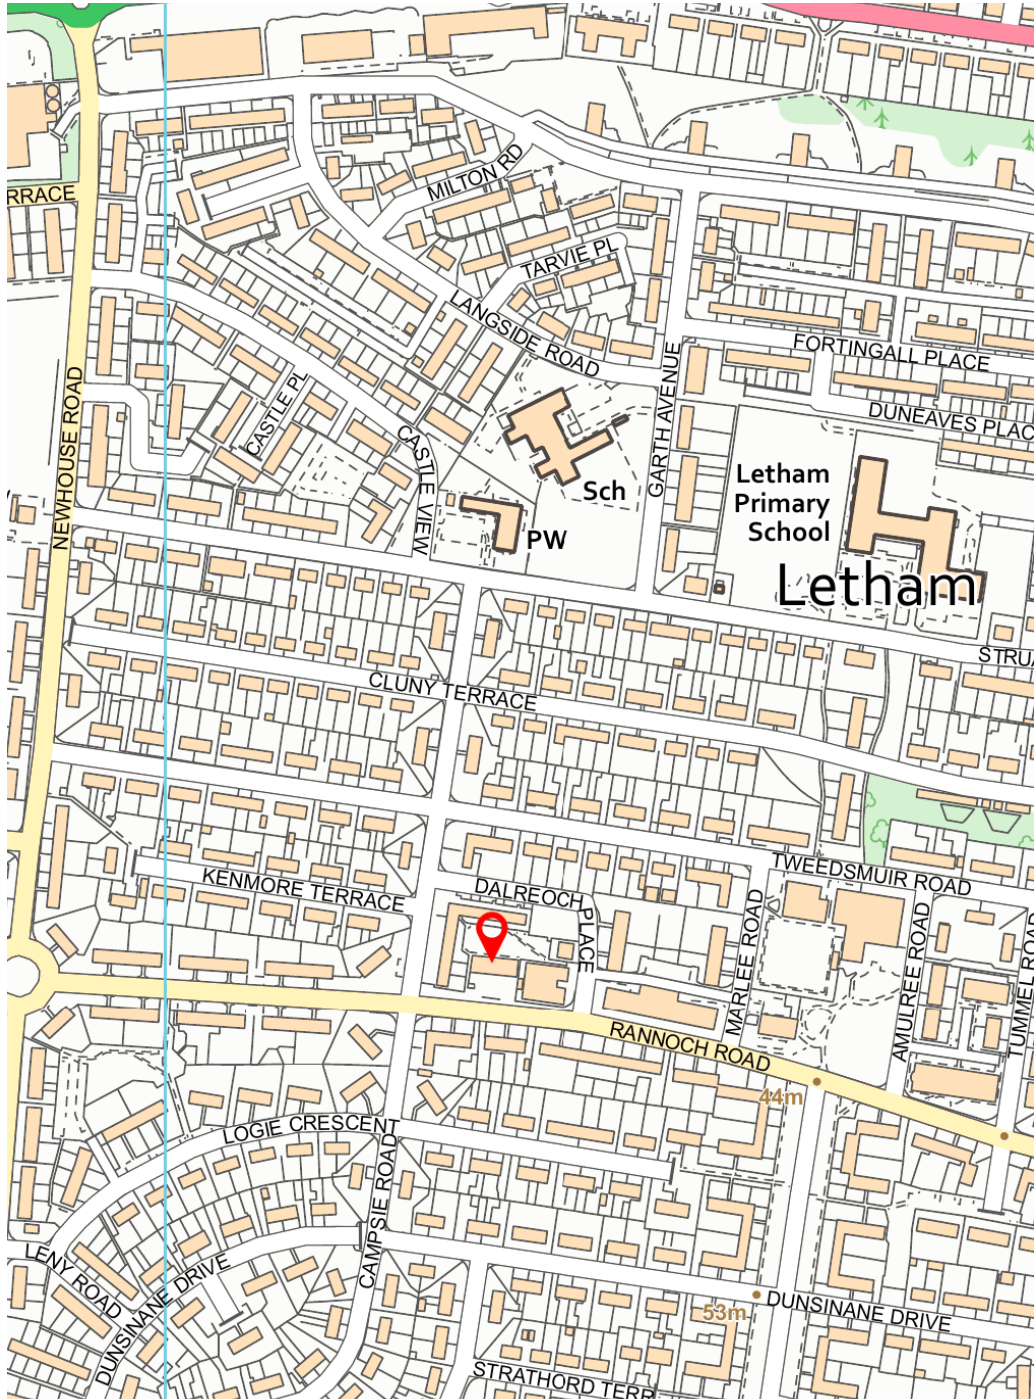 RRACE
MILTON RD
TARVIE PL
LANGSIDE ROAD
FORTINGALL PLACE
GARTH AVENUE
DUNEAVES PLAC
NEWHOUSE ROAD
CASTLE PL
CASTLE VIEW
Sch
PW
Letham
Primary
School
Letham
STRUA
CLUNY TERRACE
TWEEDSMUIR ROAD
KENMORE TERRACE
DALREOCH
PLACE
MARLEE ROAD
AMULREE ROAD
TUMMEL ROAD
RANNOCH ROAD
44m
LOGIE CRESCENT
CAMPSIE ROAD
LENY ROAD
DUNSINANE DRIVE
53m
DUNSINANE DRIVE
STRATHORD TERR